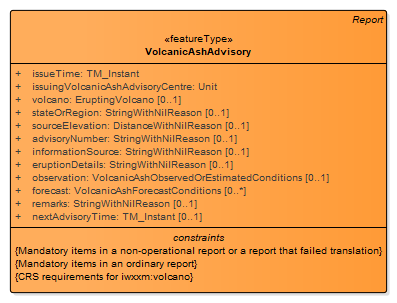 Report
«featureType»
VolcanicAshAdvisory
+ issueTime: TM_Instant
+ issuingVolcanicAshAdvisoryCentre: Unit
+ volcano: EruptingVolcano [0..1]
+ stateOrRegion: StringWithNilReason [0..1]
+ sourceElevation: DistanceWithNilReason [0..1]
+ advisoryNumber: StringWithNilReason [0..1]
+ informationSource: StringWithNilReason [0..1]
+ eruptionDetails: StringWithNilReason [0..1]
+ observation: VolcanicAshObservedOrEstimatedConditions [0..1]
+ forecast: VolcanicAshForecastConditions [0..*]
+ remarks: StringWithNilReason [0..1]
+ nextAdvisoryTime: TM_Instant [0..1]
constraints
{Mandatory items in a non-operational report or a report that failed translation}
{Mandatory items in an ordinary report}
{CRS requirements for iwxxm:volcano}